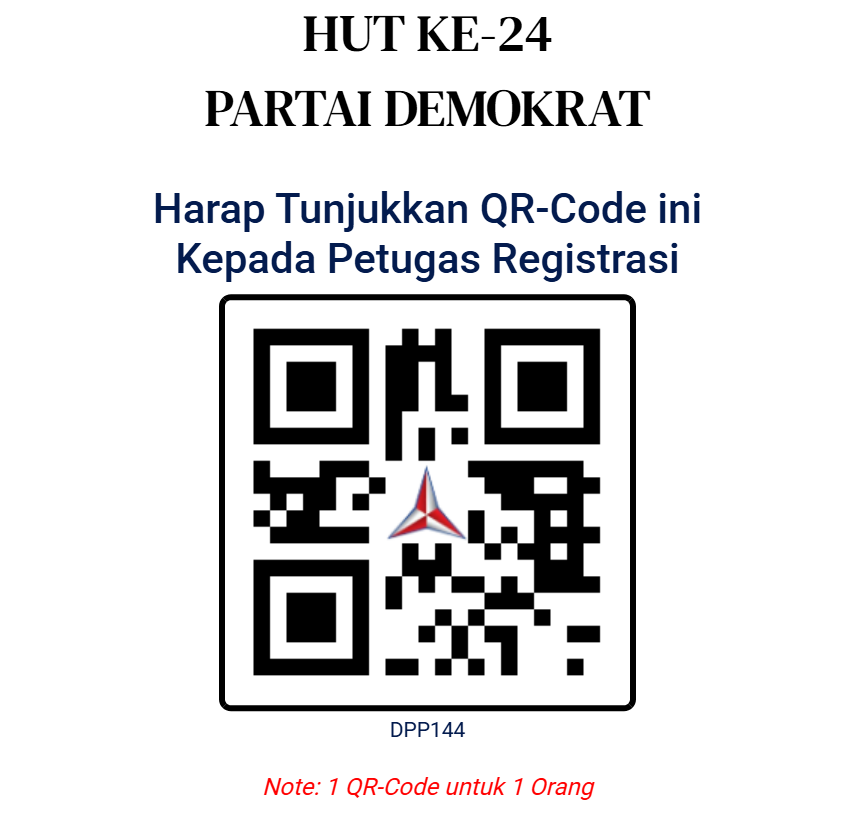 HUT KE-24
PARTAI DEMOKRAT
Harap Tunjukkan QR-Code ini
Kepada Petugas Registrasi
DPP144
Note: 1 QR-Code untuk 1 Orang